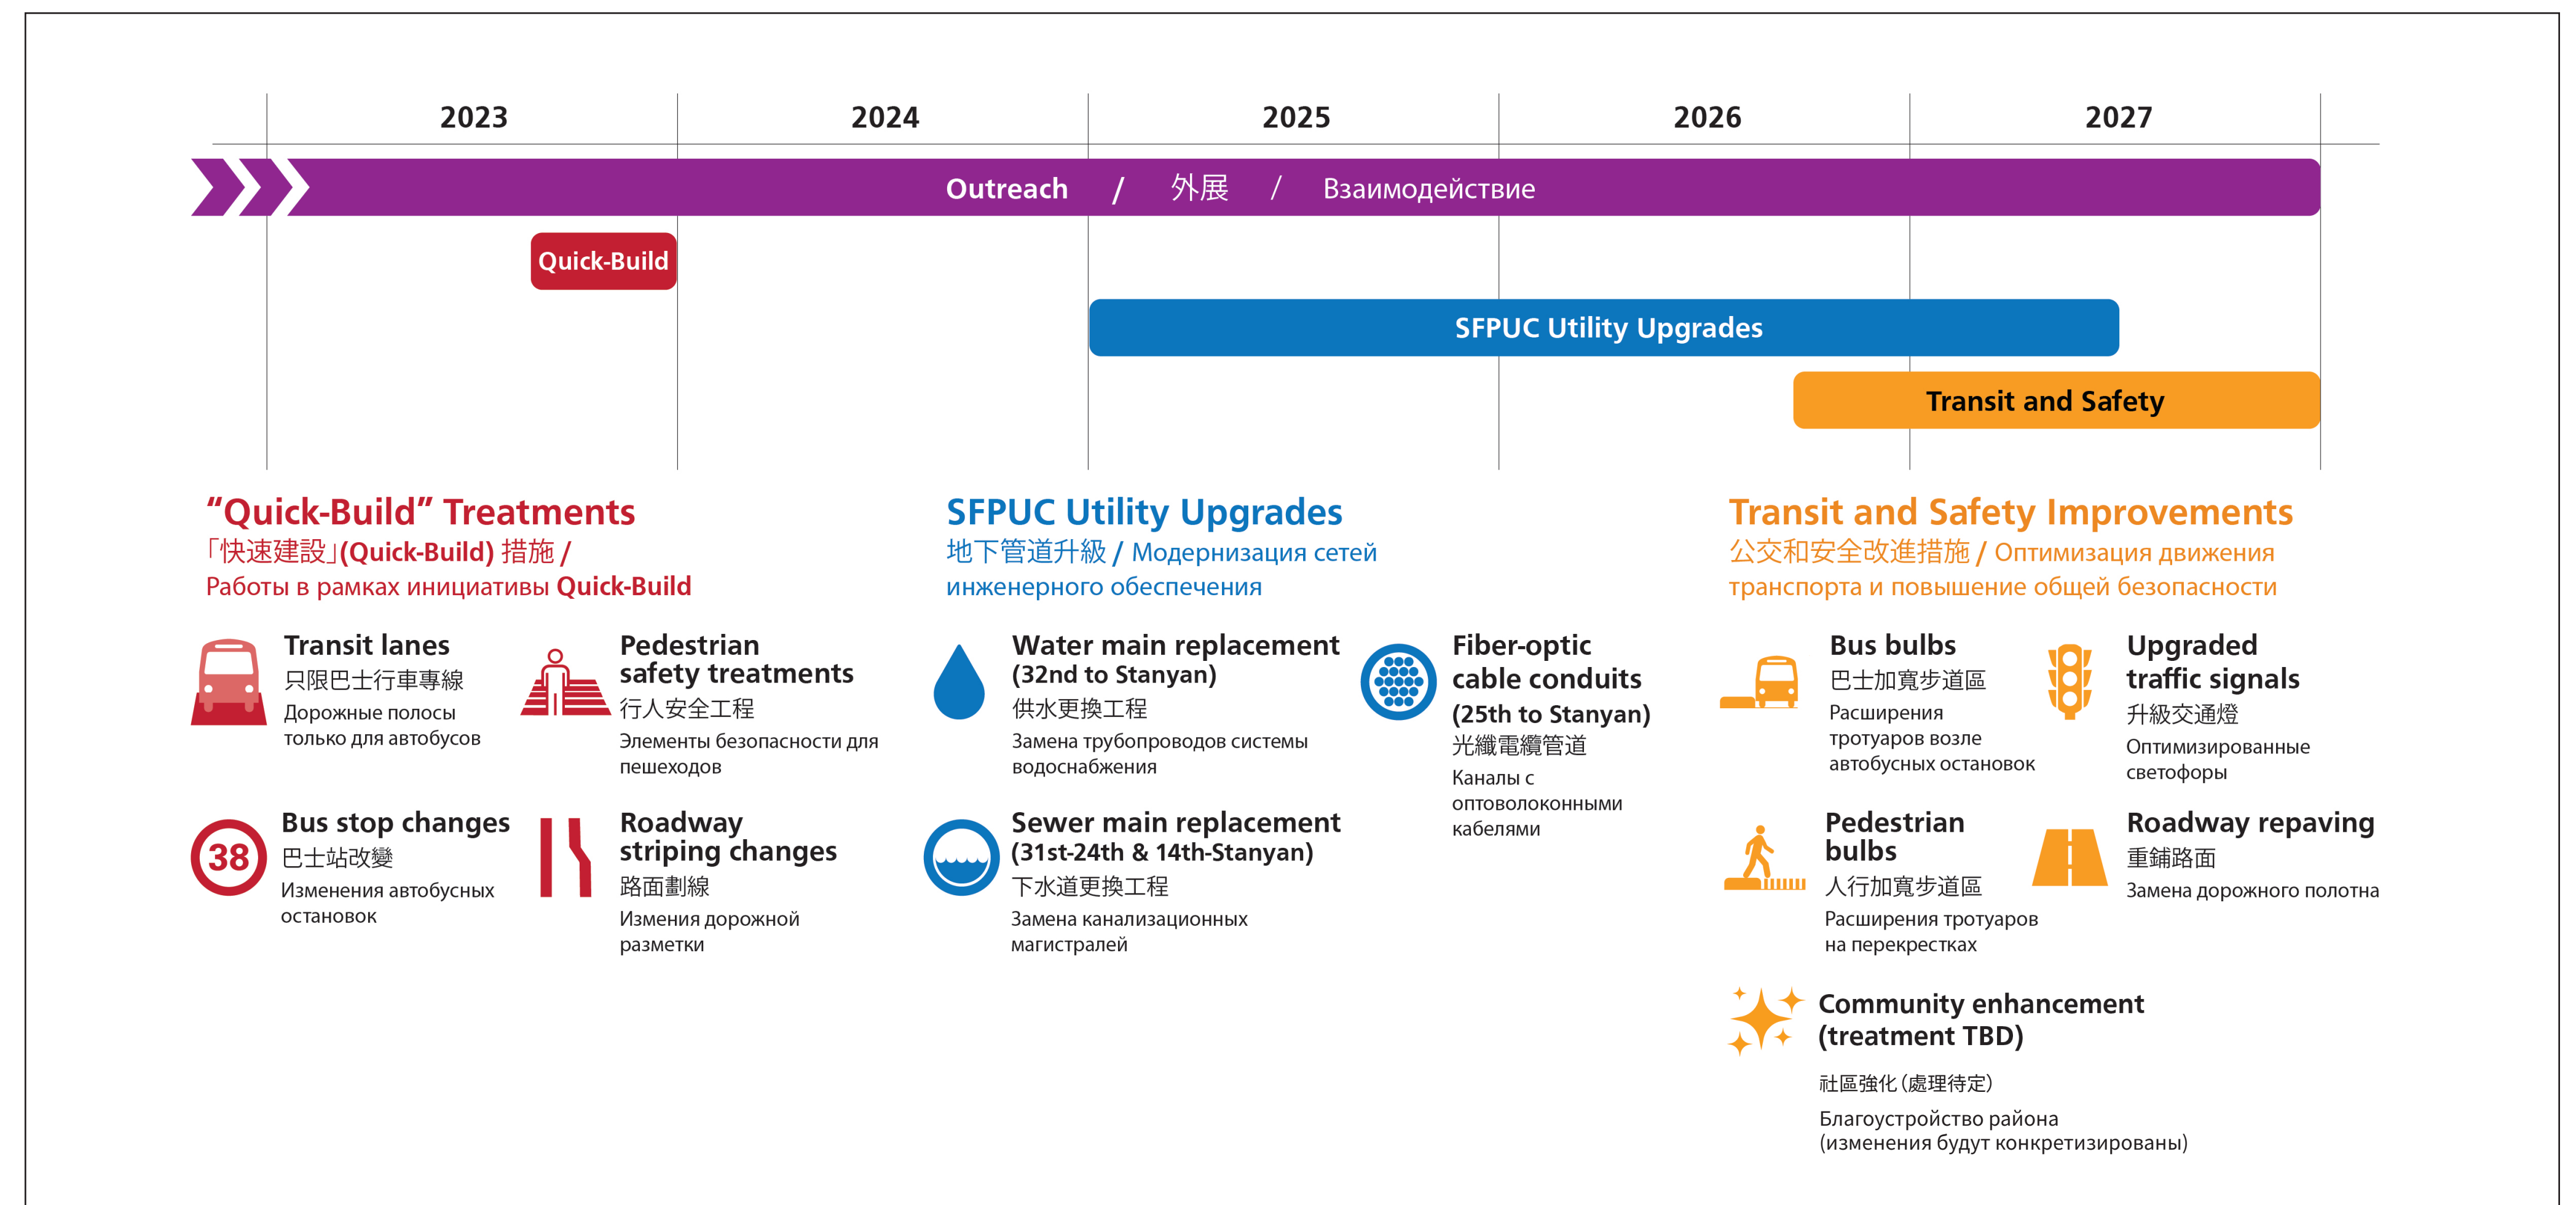 2023
2024
2025
2026
2027
Outreach / 外展 / Взаимодействие
Quick-Build
SFPUC Utility Upgrades
Transit and Safety
“Quick-Build” Treatments
「快速建設」(Quick-Build) 措施 /
Работы в рамках инициативы Quick-Build
Transit lanes
只限巴士行車專線
Дорожные полосы
только для автобусов
Pedestrian
safety treatments
行人安全工程
Элементы безопасности для
пешеходов
38
Bus stop changes
巴士站改變
Изменения автобусных
остановок
Roadway
striping changes
路面劃線
Измения дорожной
разметки
SFPUC Utility Upgrades
地下管道升級 / Модернизация сетей
инженерного обеспечения
Water main replacement
(32nd to Stanyan)
供水更換工程
Замена трубопроводов системы
водоснабжения
Fiber-optic
cable conduits
(25th to Stanyan)
光纖電纜管道
Каналы с
оптоволоконными
кабелями
Sewer main replacement
(31st-24th & 14th-Stanyan)
下水道更換工程
Замена канализационных
магистралей
Transit and Safety Improvements
公交和安全改進措施 / Оптимизация движения
транспорта и повышение общей безопасности
Bus bulbs
巴士加寬步道區
Расширения
тротуаров возле
автобусных остановок
Upgraded
traffic signals
升級交通燈
Оптимизированные
светофоры
Pedestrian
bulbs
人行加寬步道區
Расширения тротуаров
на перекрестках
Roadway repaving
重鋪路面
Замена дорожного полотна
Community enhancement
(treatment TBD)
社區強化（處理待定）
Благоустройство района
(изменения будут конкретизированы)